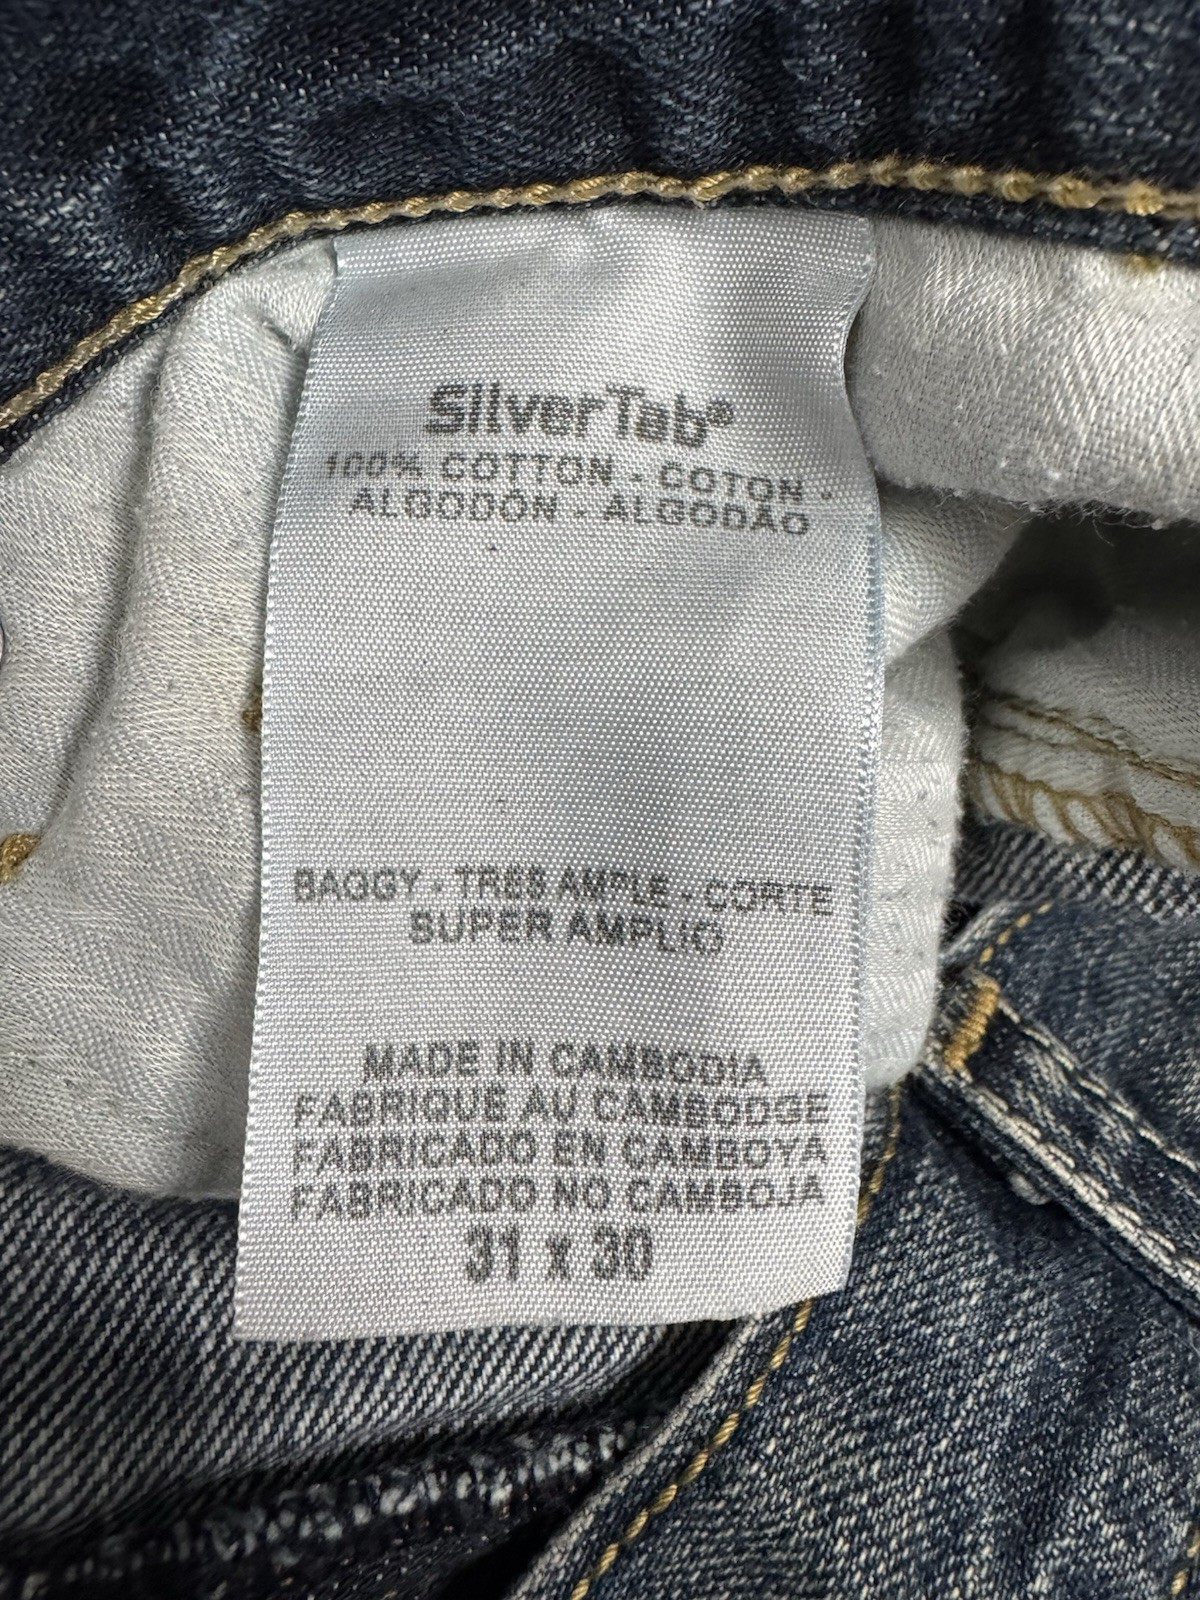 SilverTab®
100% COTTON - COTON -
ALGODÓN - ALGODÃO
BAGGY - TRES AMPLE - CORTE
SUPER AMPLIO
MADE IN CAMBODIA
FABRIQUE AU CAMBODGE
FABRICADO EN CAMBOYA
FABRICADO NO CAMBOJA
31 x 30